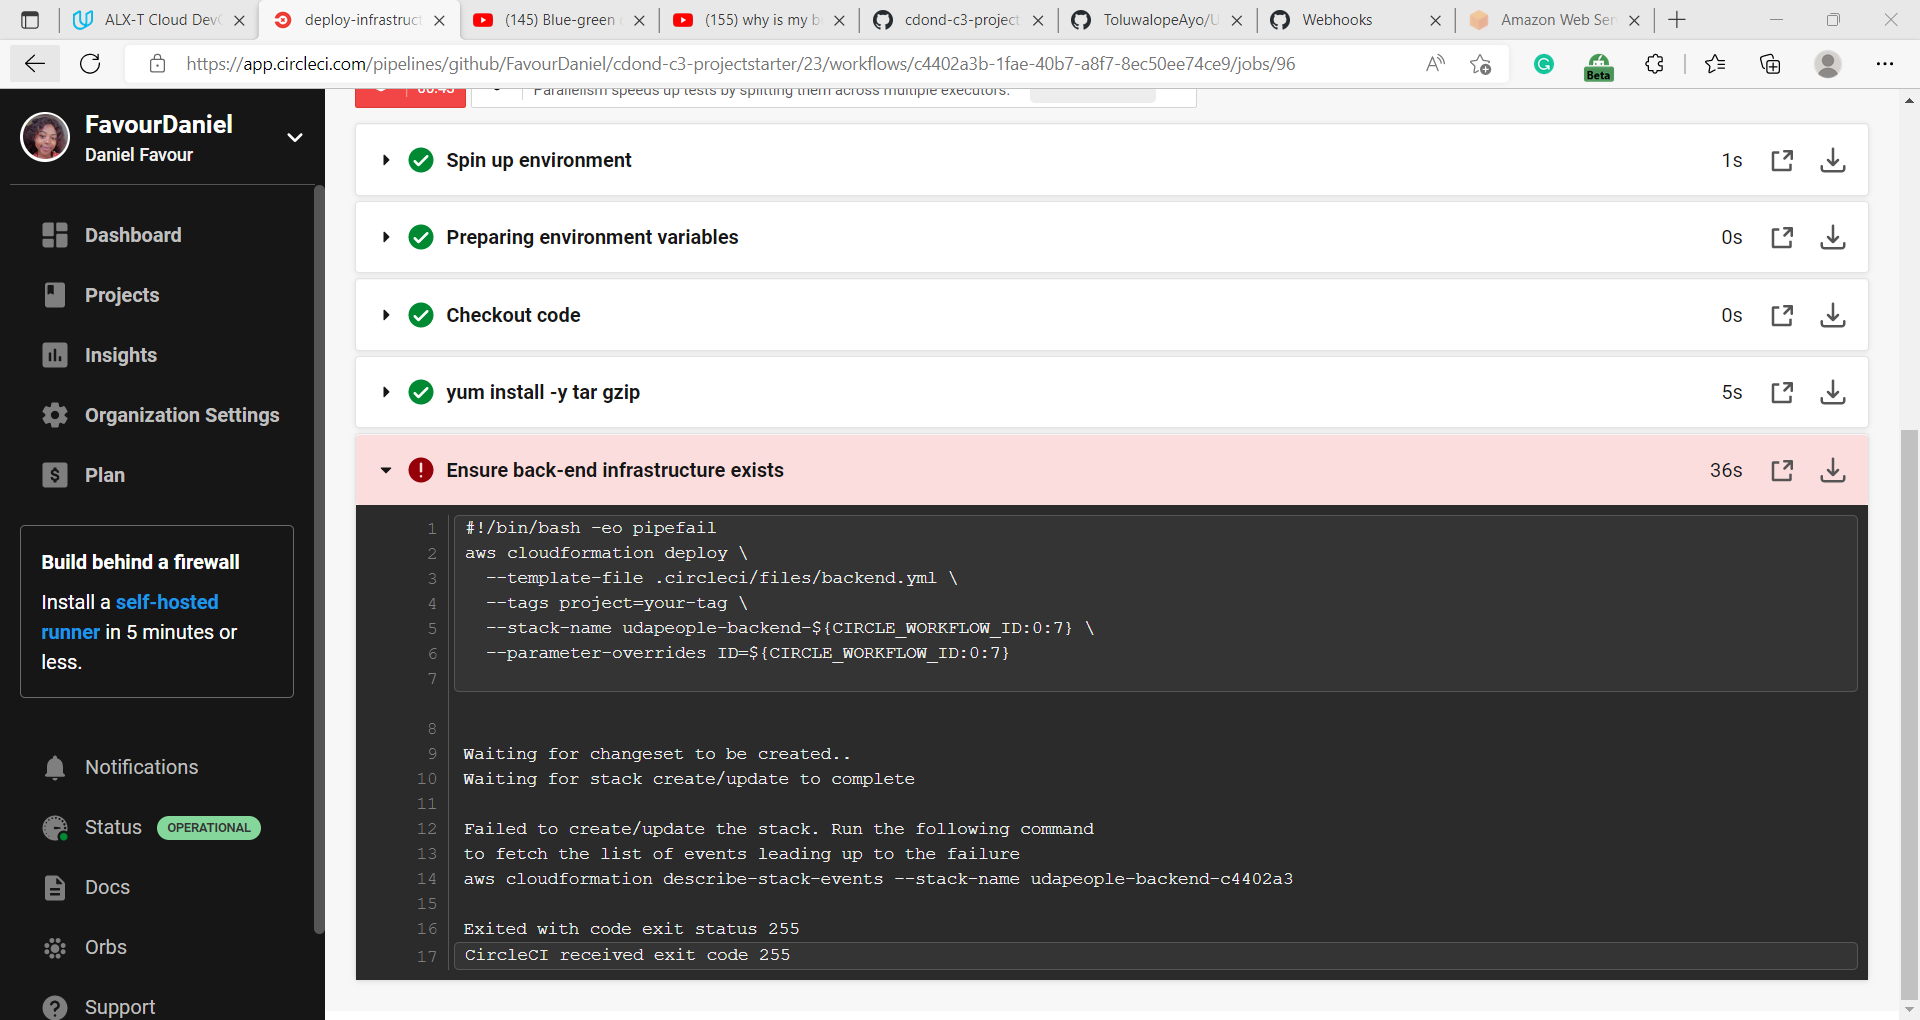 ALX-T Cloud Dev
deploy-infrastruct
(145) Blue-green
(155) why is my b
cdond-c3-project
ToluwalopeAyo/U
Webhooks
Amazon Web Ser
https://app.circleci.com/pipelines/github/FavourDaniel/cdond-c3-projectstarter/23/workflows/c4402a3b-1fae-40b7-a8f7-8ec50ee74ce9/jobs/96
Beta
FavourDaniel
Daniel Favour
Dashboard
Projects
Insights
Organization Settings
Plan
Build behind a firewall
Install a self-hosted
runner in 5 minutes or
less.
Notifications
Status OPERATIONAL
Docs
Orbs
Support
00:43
Parallelism speeds up tests by splitting them across multiple executors.
Spin up environment 1s
Preparing environment variables 0s
Checkout code 0s
yum install -y tar gzip 5s
Ensure back-end infrastructure exists 36s
1 #!/bin/bash -eo pipefail
2 aws cloudformation deploy \
3 --template-file .circleci/files/backend.yml \
4 --tags project=your-tag \
5 --stack-name udapeople-backend-${CIRCLE_WORKFLOW_ID:0:7} \
6 --parameter-overrides ID=${CIRCLE_WORKFLOW_ID:0:7}
7
8
9 Waiting for changeset to be created..
10 Waiting for stack create/update to complete
11
12 Failed to create/update the stack. Run the following command
13 to fetch the list of events leading up to the failure
14 aws cloudformation describe-stack-events --stack-name udapeople-backend-c4402a3
15
16 Exited with code exit status 255
17 CircleCI received exit code 255